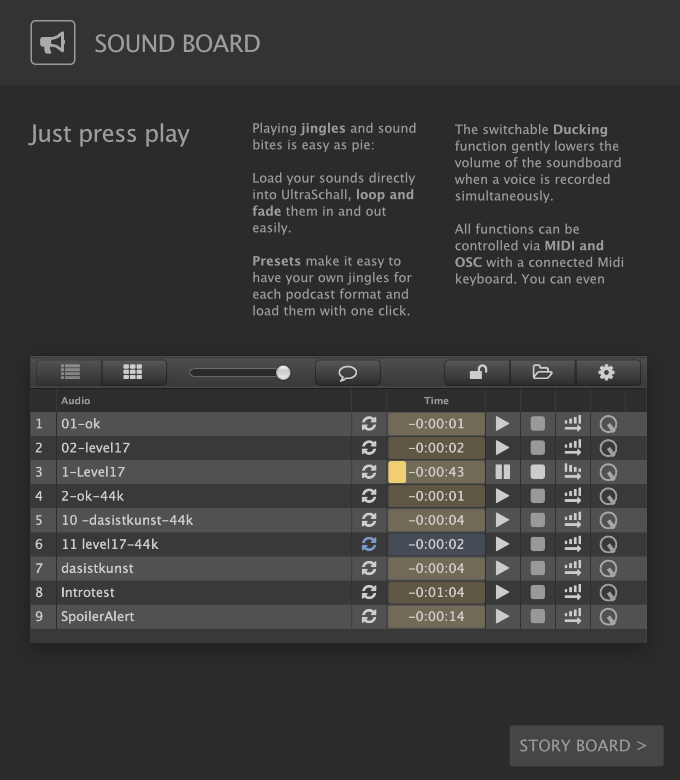 SOUND BOARD
Just press play
Playing jingles and sound
bites is easy as pie:
Load your sounds directly
into UltraSchall, loop and
fade them in and out
easily.
Presets make it easy to
have your own jingles for
each podcast format and
load them with one click.
The switchable Ducking
function gently lowers the
volume of the soundboard
when a voice is recorded
simultaneously.
All functions can be
controlled via MIDI and
OSC with a connected Midi
keyboard. You can even
Audio Time
1 01-ok -0:00:01
2 02-level17 -0:00:02
3 1-Level17 -0:00:43
4 2-ok-44k -0:00:01
5 10 -dasistkunst-44k -0:00:04
6 11 level17-44k -0:00:02
7 dasistkunst -0:00:04
8 Introtest -0:01:04
9 SpoilerAlert -0:00:14
STORY BOARD >